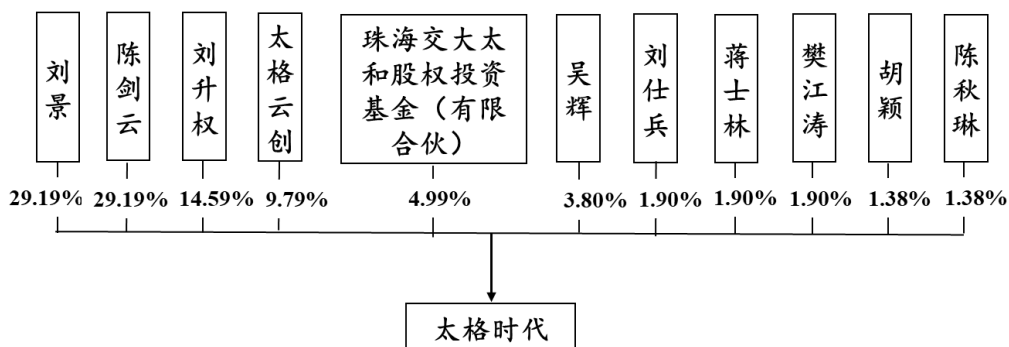 刘景
陈剑云
刘升权
太格云创
珠海交大太
和股权投资
基金（有限
合伙）
吴辉
刘仕兵
蒋士林
樊江涛
胡颖
陈秋琳
29.19%
29.19%
14.59%
9.79%
4.99%
3.80%
1.90%
1.90%
1.90%
1.38%
1.38%
太格时代